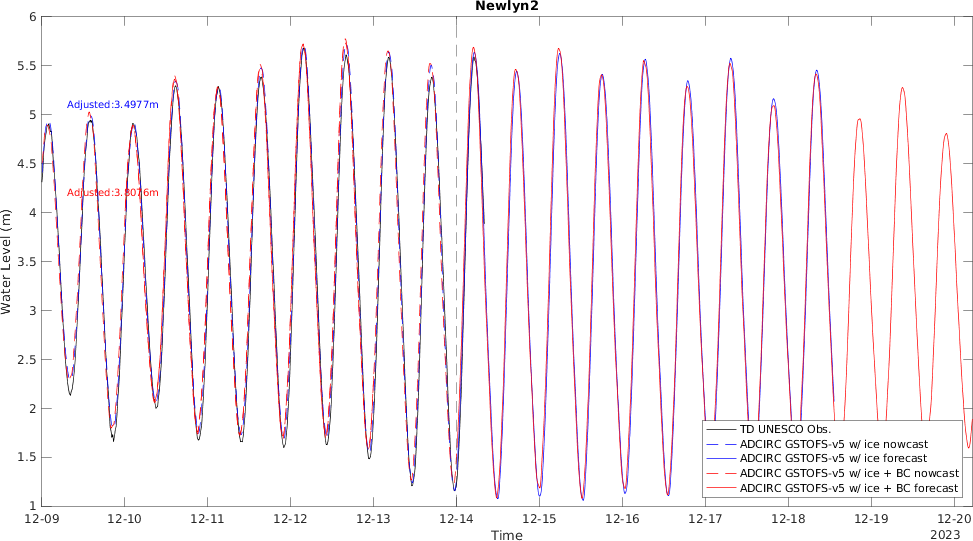 Newlyn2
6
5.5
5
4.5
4
3.5
3
2.5
2
1.5
1
Water Level (m)
Adjusted:3.4977m
Adjusted:3.8076m
TD UNESCO Obs.
ADCIRC GSTOFS-v5 w/ ice nowcast
ADCIRC GSTOFS-v5 w/ ice forecast
ADCIRC GSTOFS-v5 w/ ice + BC nowcast
ADCIRC GSTOFS-v5 w/ ice + BC forecast
12-09 12-10 12-11 12-12 12-13 12-14 12-15 12-16 12-17 12-18 12-19 12-20
Time
2023